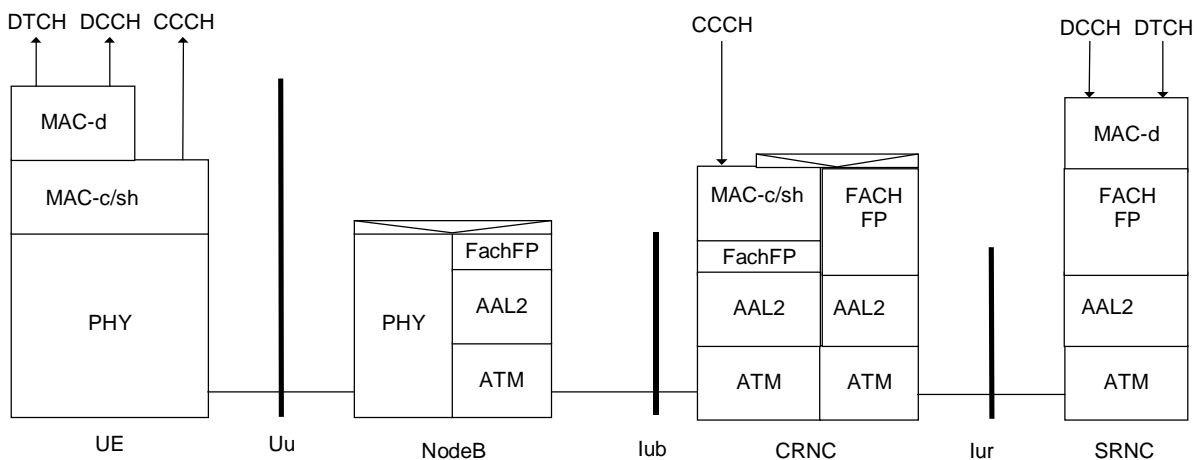 DTCH DCCH CCCH
CCCH
DCCH DTCH
MAC-d
MAC-c/sh
PHY
PHY
FachFP
AAL2
ATM
MAC-c/sh
FachFP
AAL2
ATM
FACH
FP
AAL2
ATM
MAC-d
FACH
FP
AAL2
ATM
UE
Uu
NodeB
Iub
CRNC
Iur
SRNC